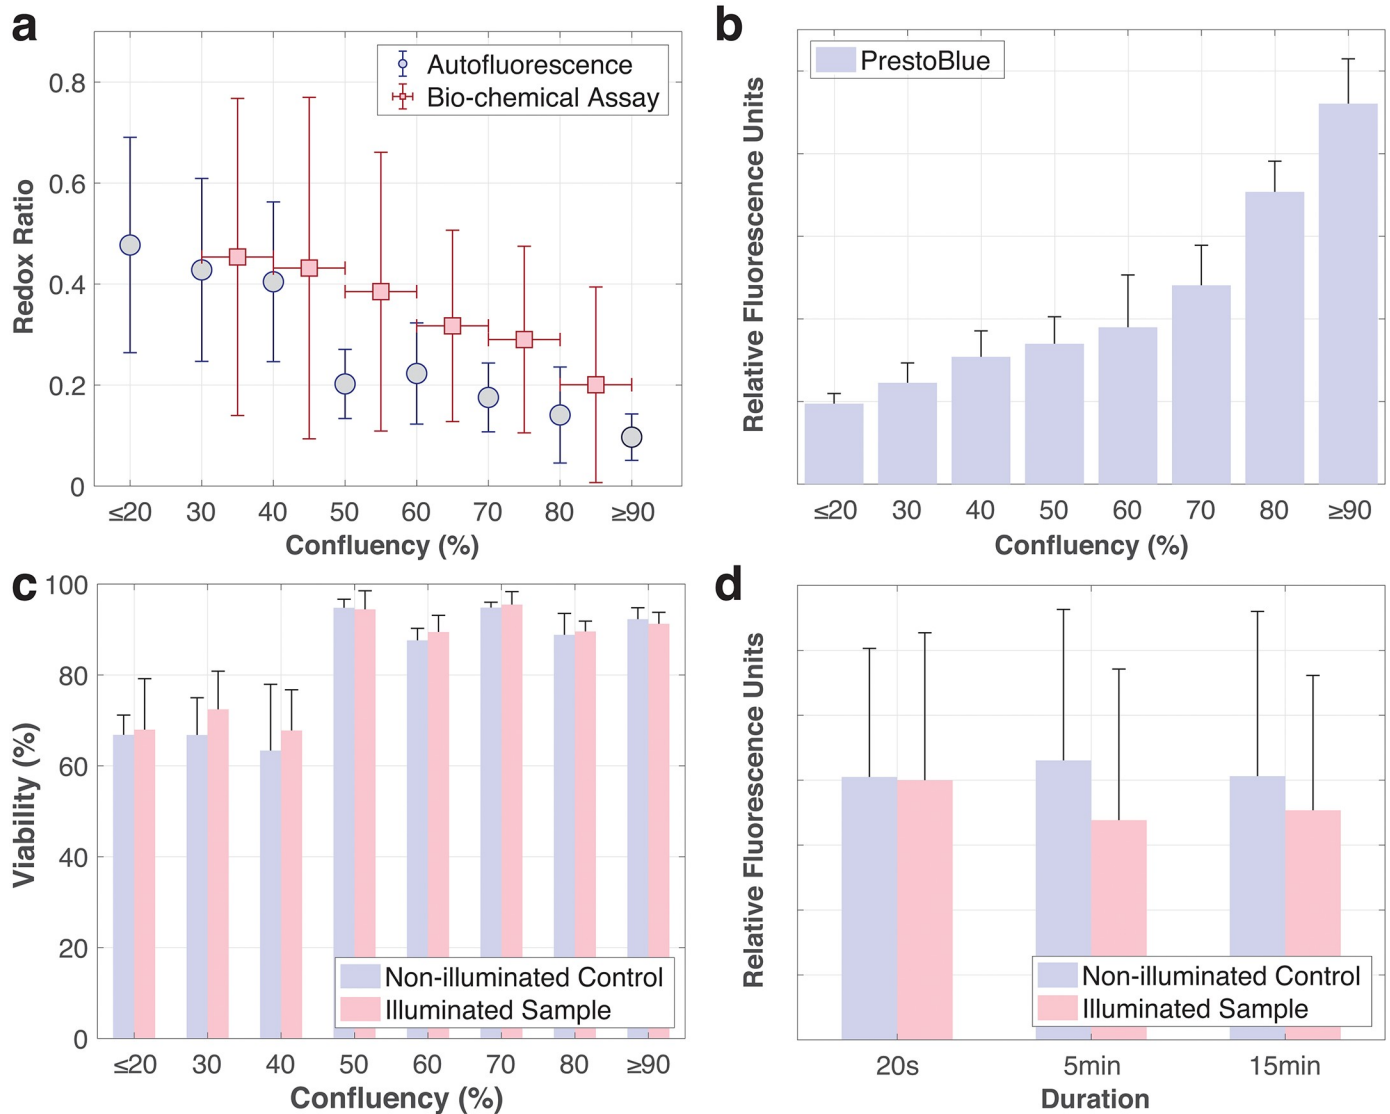 a
0.8
0.6
0.4
0.2
0
Redox Ratio
Autofluorescence
Bio-chemical Assay
≤20 30 40 50 60 70 80 ≥90
Confluency (%)
b
Relative Fluorescence Units
PrestoBlue
≤20 30 40 50 60 70 80 ≥90
Confluency (%)
c
100
80
60
40
20
0
Viability (%)
Non-illuminated Control
Illuminated Sample
≤20 30 40 50 60 70 80 ≥90
Confluency (%)
d
Relative Fluorescence Units
Non-illuminated Control
Illuminated Sample
20s 5min 15min
Duration